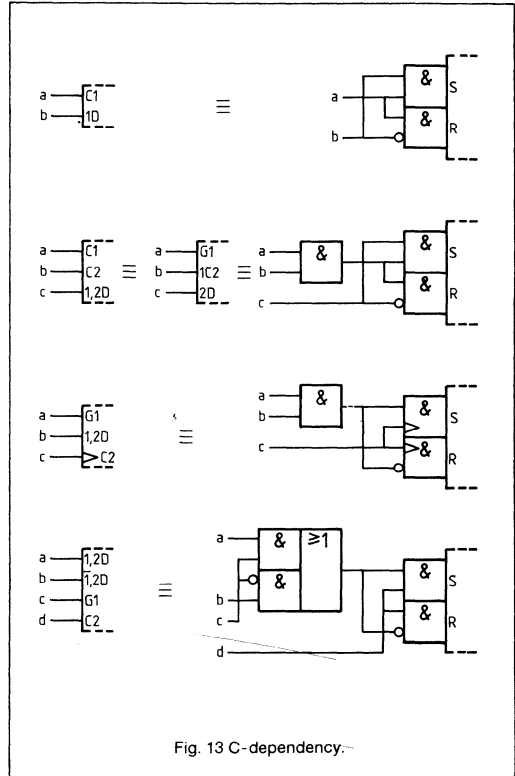 a C1
b 1D
≡
a
b
&
S
&
R
a C1
b C2
c 1,2D
≡
a G1
b 1C2
c 2D
≡
a
b
c
&
&
S
&
R
a G1
b 1,2D
c C2
≡
a
b
c
&
&
S
&
R
a 1,2D
b 1̅,2D
c G1
d C2
≡
a
b
c
d
& ≥1
&
&
S
&
R
Fig. 13 C-dependency.